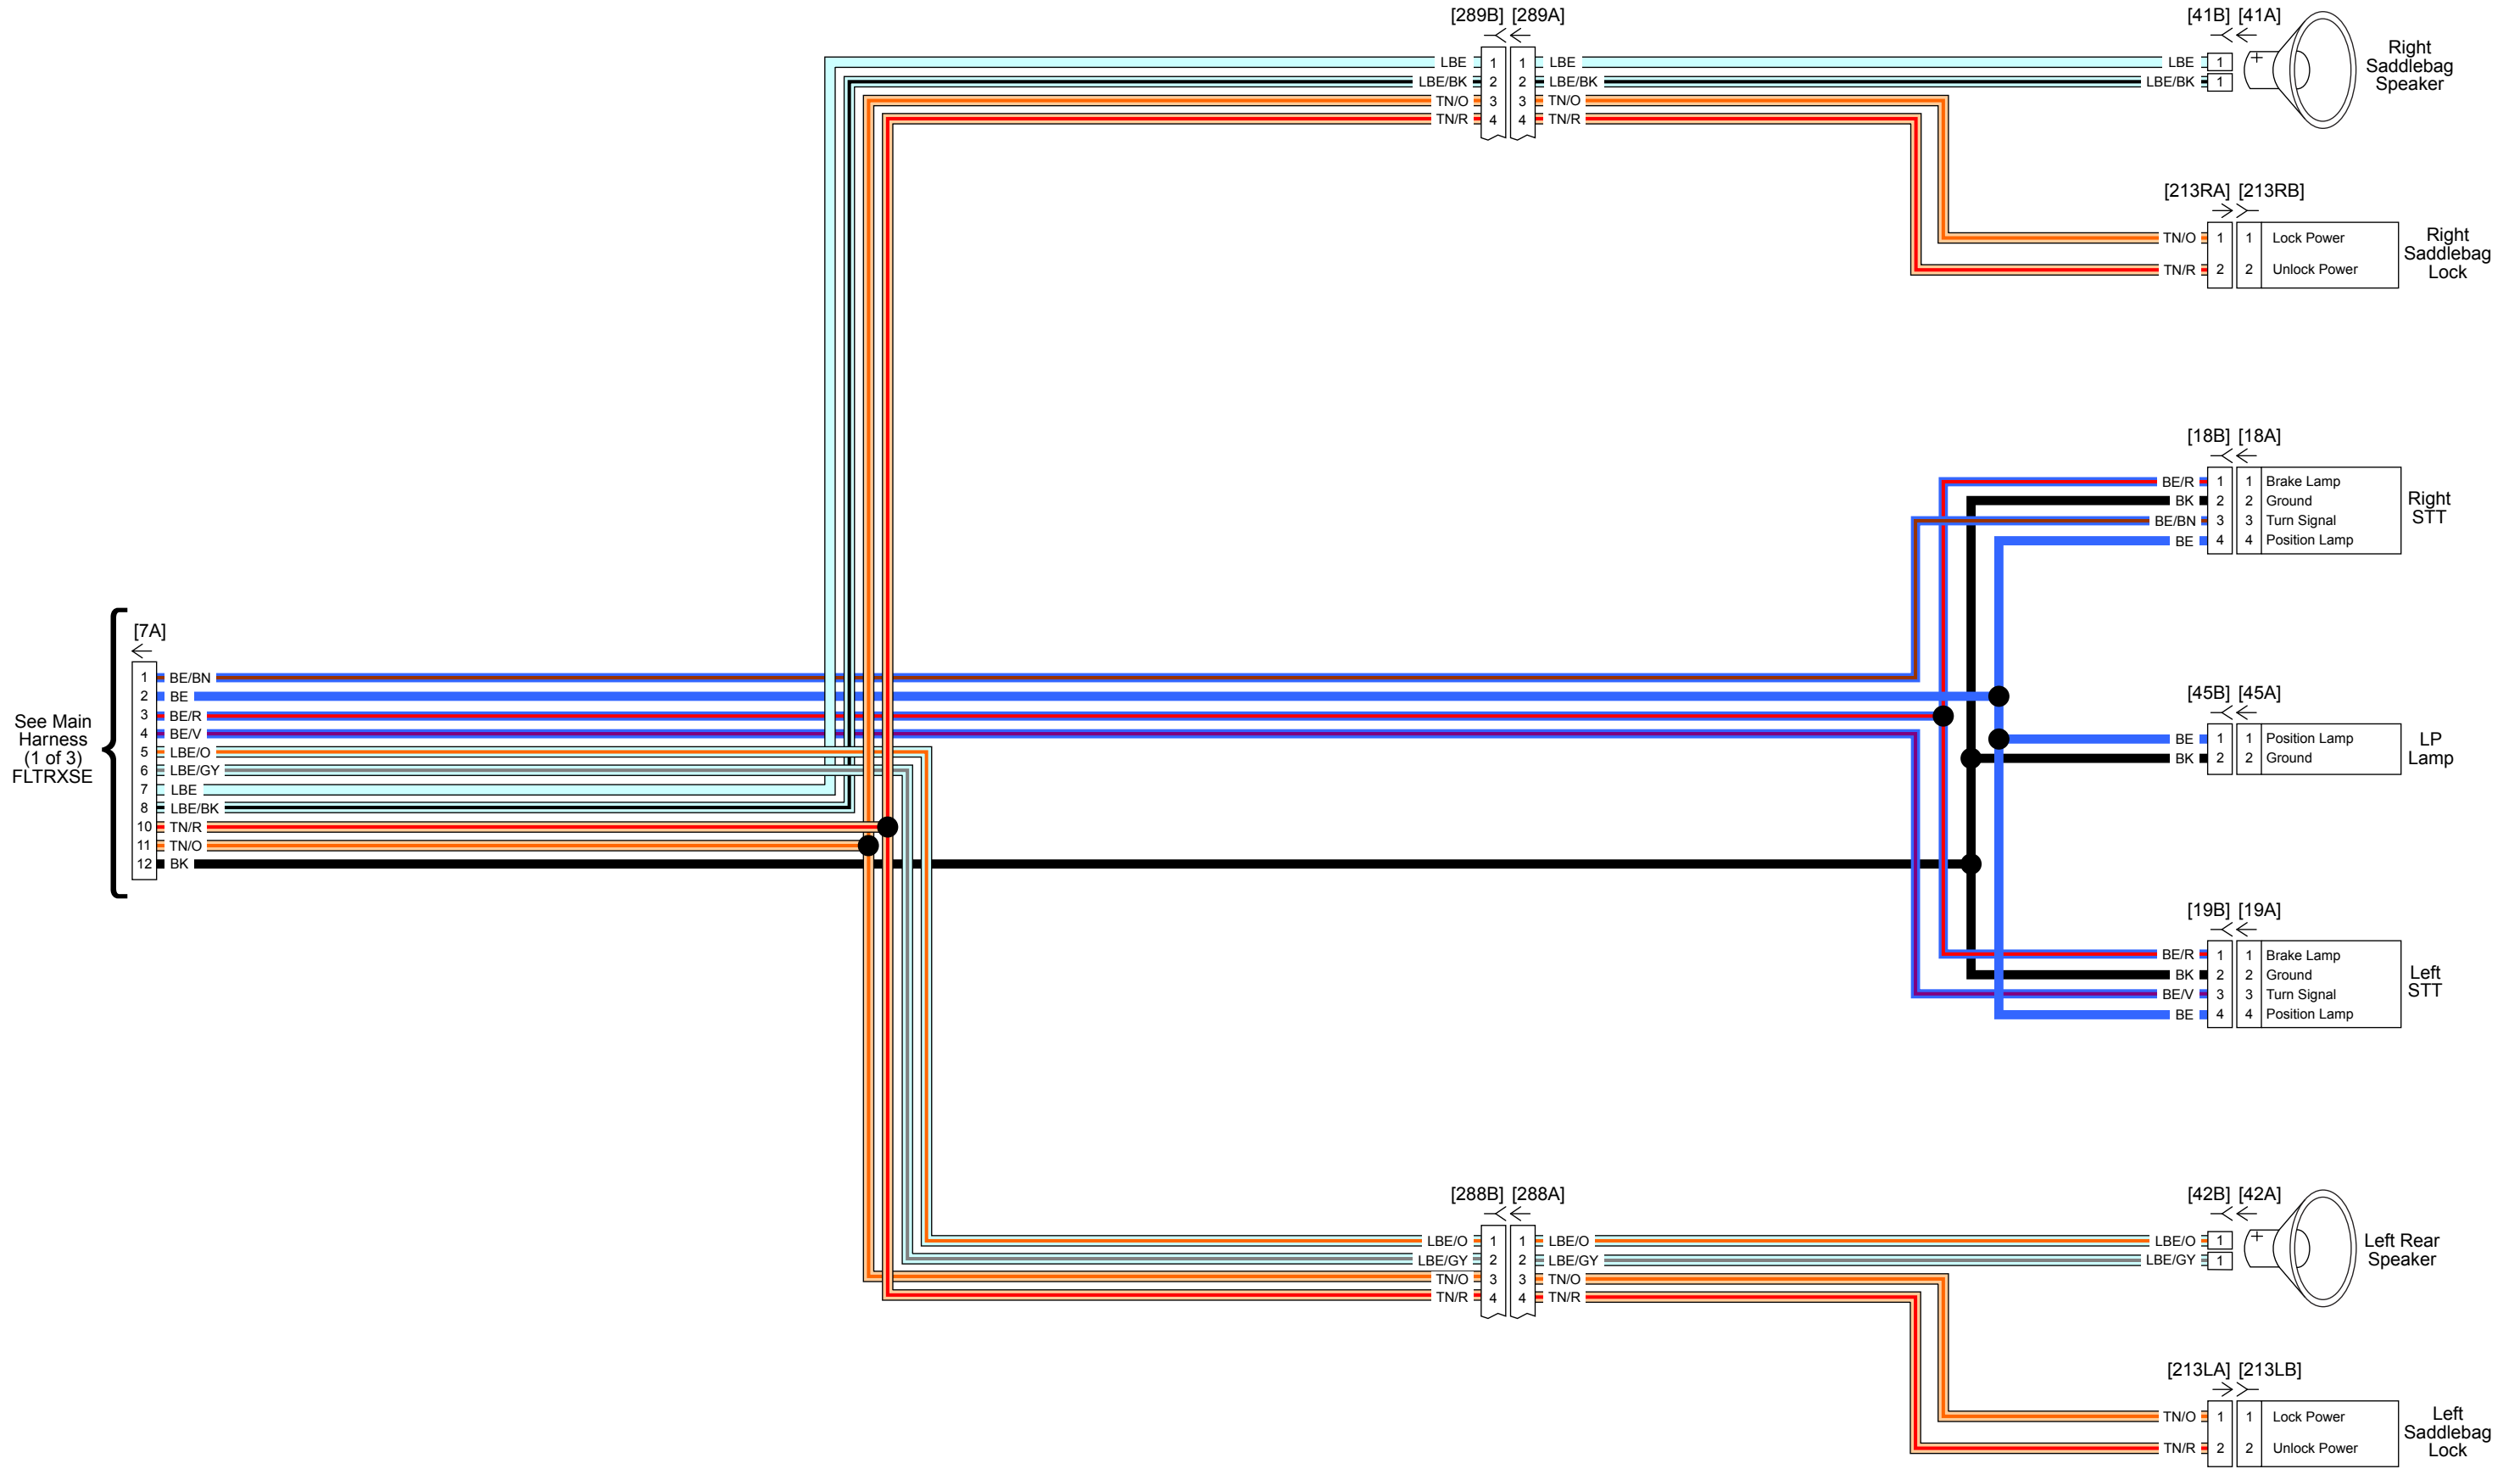 [289B] [289A]
LBE 1 1 LBE
LBE/BK 2 2 LBE/BK
TN/O 3 3 TN/O
TN/R 4 4 TN/R
[41B] [41A]
LBE 1 +
LBE/BK 1
Right
Saddlebag
Speaker
[213RA] [213RB]
TN/O 1 1 Lock Power
TN/R 2 2 Unlock Power
Right
Saddlebag
Lock
[18B] [18A]
BE/R 1 1 Brake Lamp
BK 2 2 Ground
BE/BN 3 3 Turn Signal
BE 4 4 Position Lamp
Right
STT
See Main
Harness
(1 of 3)
FLTRXSE
[7A]
1 BE/BN
2 BE
3 BE/R
4 BE/V
5 LBE/O
6 LBE/GY
7 LBE
8 LBE/BK
10 TN/R
11 TN/O
12 BK
[45B] [45A]
BE 1 1 Position Lamp
BK 2 2 Ground
LP
Lamp
[19B] [19A]
BE/R 1 1 Brake Lamp
BK 2 2 Ground
BE/V 3 3 Turn Signal
BE 4 4 Position Lamp
Left
STT
[288B] [288A]
LBE/O 1 1 LBE/O
LBE/GY 2 2 LBE/GY
TN/O 3 3 TN/O
TN/R 4 4 TN/R
[42B] [42A]
LBE/O 1 +
LBE/GY 1
Left Rear
Speaker
[213LA] [213LB]
TN/O 1 1 Lock Power
TN/R 2 2 Unlock Power
Left
Saddlebag
Lock